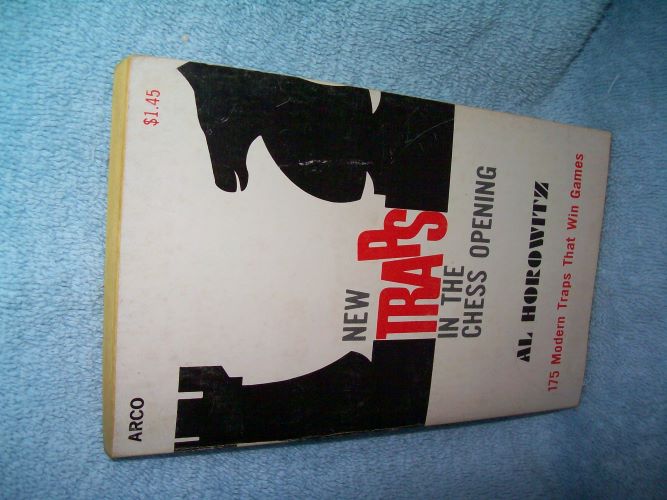 ARCO
$1.45
NEW
TRAPS
IN THE
CHESS OPENING
AL HOROWITZ
175 Modern Traps That Win Games